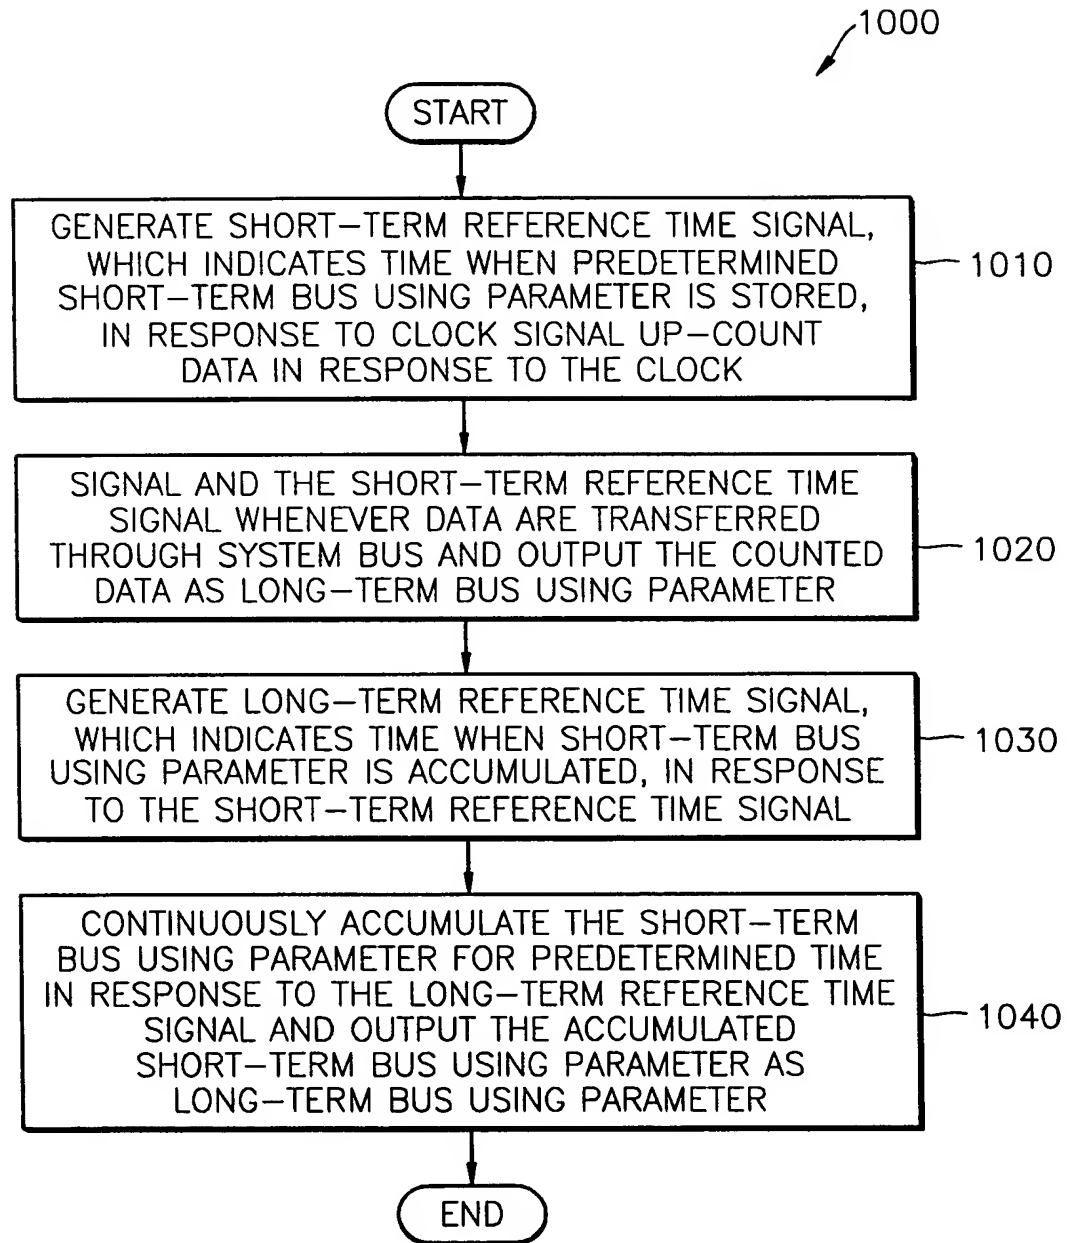 1000
START
GENERATE SHORT-TERM REFERENCE TIME SIGNAL,
WHICH INDICATES TIME WHEN PREDETERMINED
SHORT-TERM BUS USING PARAMETER IS STORED,
IN RESPONSE TO CLOCK SIGNAL UP-COUNT
DATA IN RESPONSE TO THE CLOCK
1010
SIGNAL AND THE SHORT-TERM REFERENCE TIME
SIGNAL WHENEVER DATA ARE TRANSFERRED
THROUGH SYSTEM BUS AND OUTPUT THE COUNTED
DATA AS LONG-TERM BUS USING PARAMETER
1020
GENERATE LONG-TERM REFERENCE TIME SIGNAL,
WHICH INDICATES TIME WHEN SHORT-TERM BUS
USING PARAMETER IS ACCUMULATED, IN RESPONSE
TO THE SHORT-TERM REFERENCE TIME SIGNAL
1030
CONTINUOUSLY ACCUMULATE THE SHORT-TERM
BUS USING PARAMETER FOR PREDETERMINED TIME
IN RESPONSE TO THE LONG-TERM REFERENCE TIME
SIGNAL AND OUTPUT THE ACCUMULATED
SHORT-TERM BUS USING PARAMETER AS
LONG-TERM BUS USING PARAMETER
1040
END